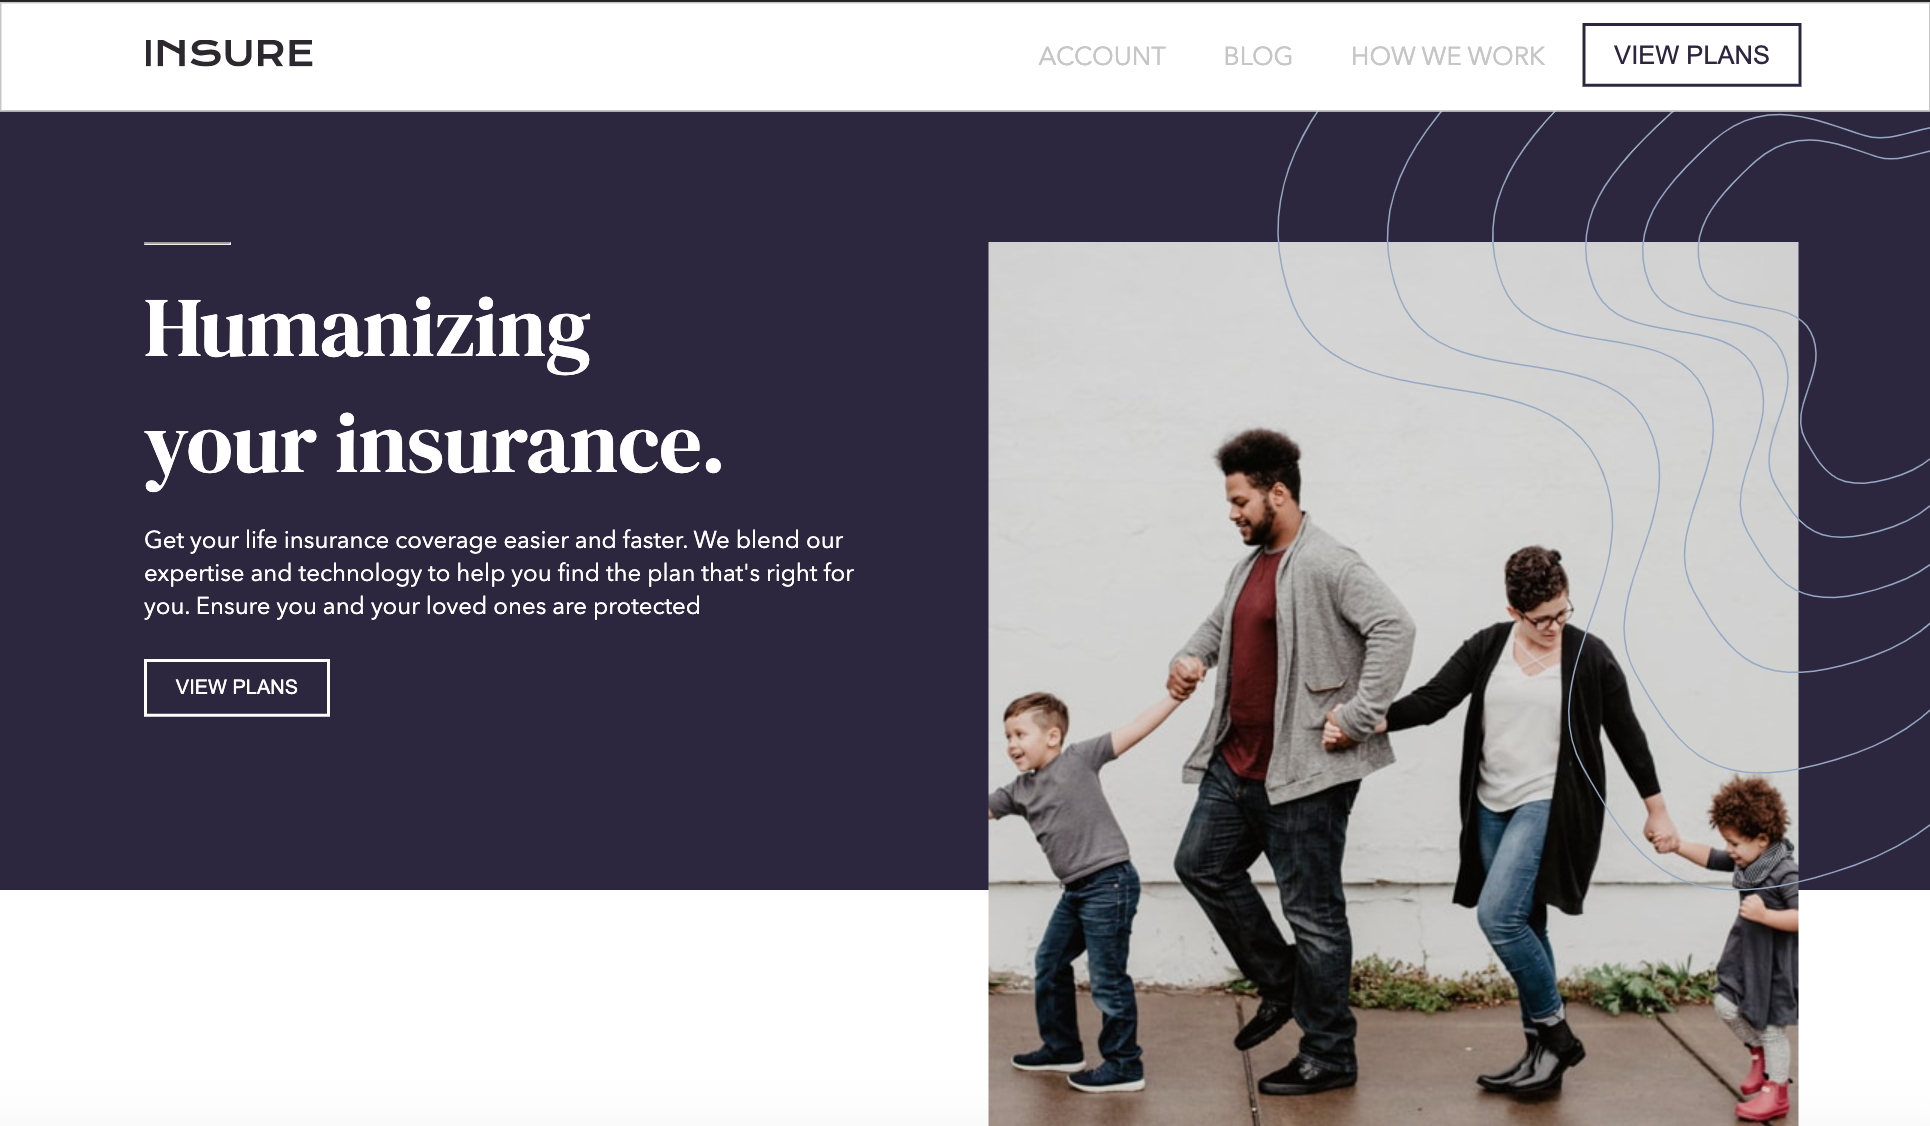 INSURE
ACCOUNT
BLOG
HOW WE WORK
VIEW PLANS
Humanizing
your insurance.
Get your life insurance coverage easier and faster. We blend our
expertise and technology to help you find the plan that's right for
you. Ensure you and your loved ones are protected
VIEW PLANS